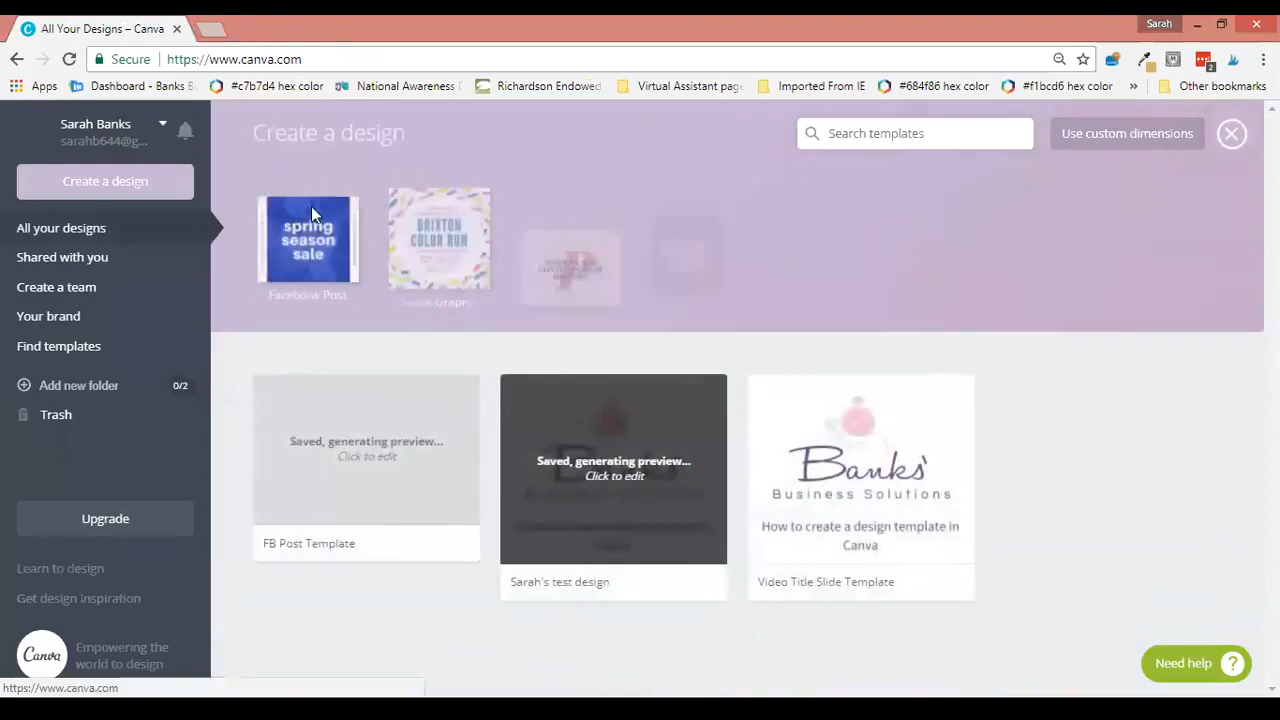 All Your Designs – Canva
Sarah
Secure
https://www.canva.com
Apps
Dashboard - Banks B
#c7b7d4 hex color
National Awareness D
Richardson Endowed
Virtual Assistant page
Imported From IE
#684f86 hex color
#f1bcd6 hex color
»
Other bookmarks
2
Sarah Banks
sarahb644@g...
Create a design
All your designs
Shared with you
Create a team
Your brand
Find templates
Add new folder
0/2
Trash
Upgrade
Learn to design
Get design inspiration
Canva
Empowering the
world to design
https://www.canva.com
Create a design
Search templates
Use custom dimensions
spring
season
sale
Facebook Post
BRIXTON
COLOR RUN
Graph
Saved, generating preview...
Click to edit
FB Post Template
Saved, generating preview...
Click to edit
Sarah's test design
Banks'
Business Solutions
How to create a design template in
Canva
Video Title Slide Template
Need help ?